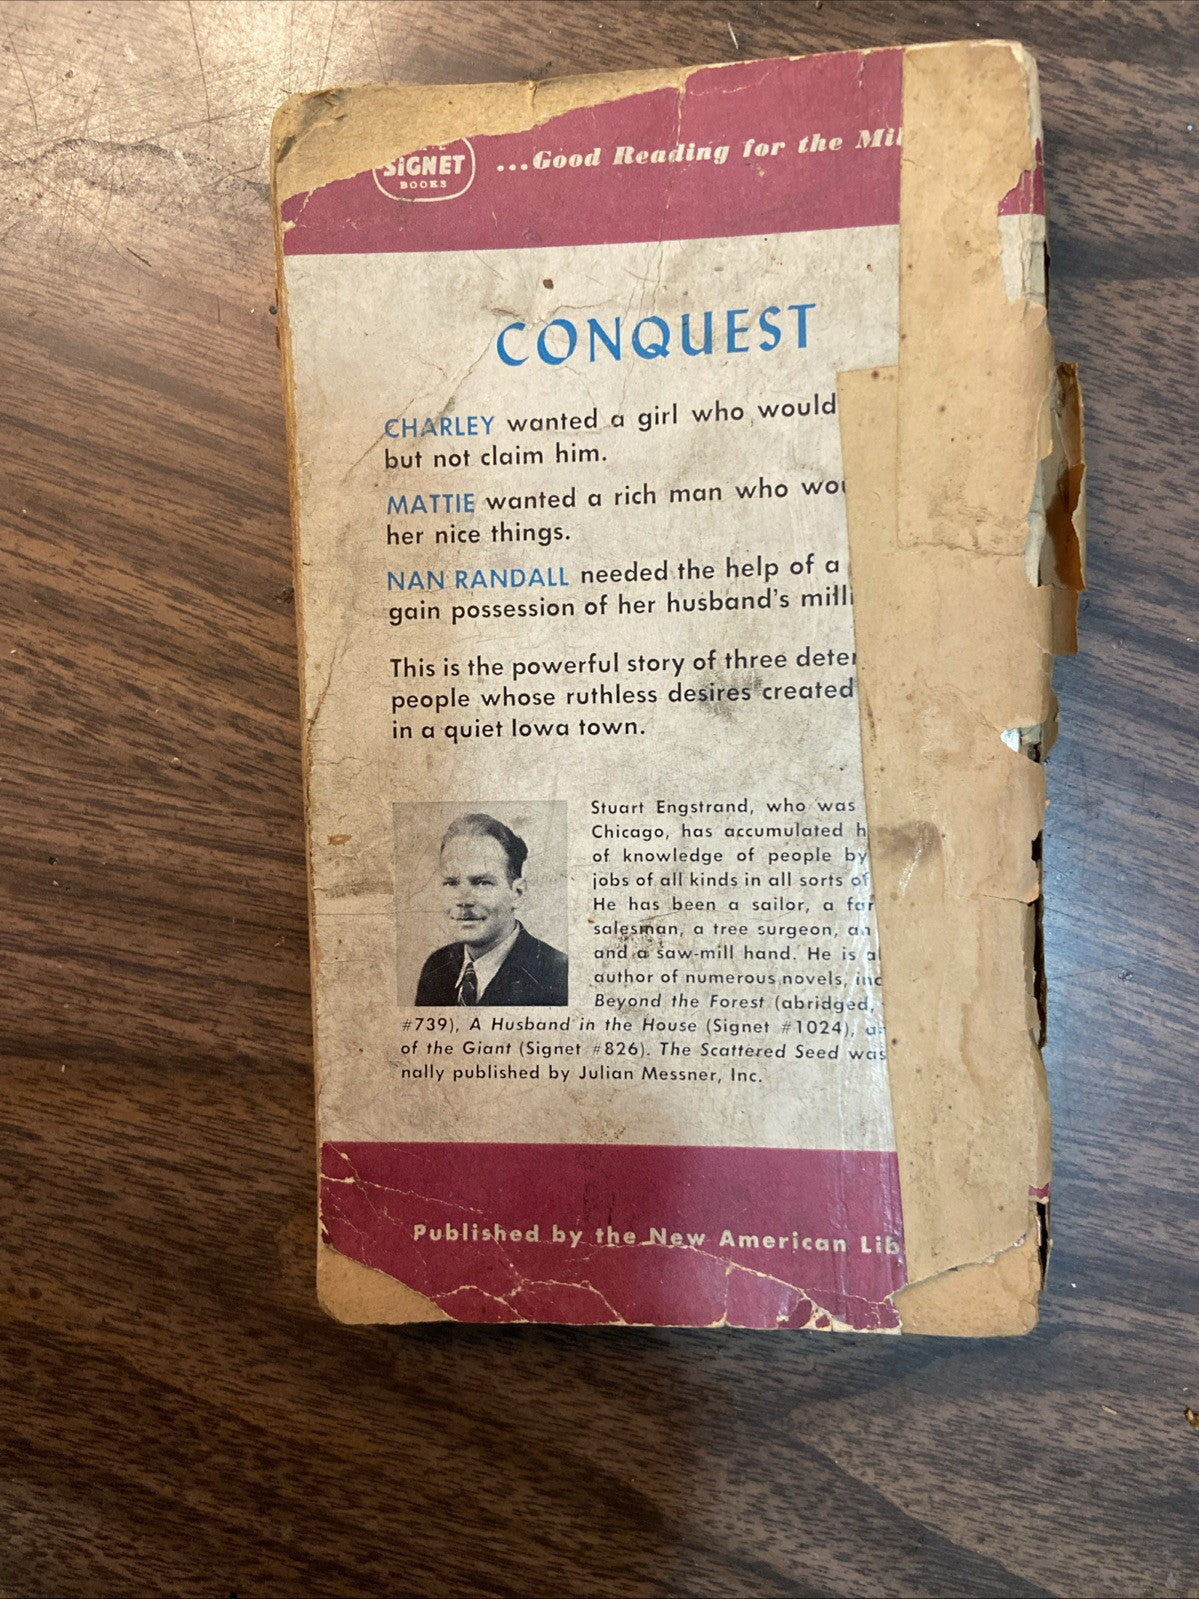 SIGNET
BOOKS
...Good Reading for the Mil
CONQUEST
CHARLEY wanted a girl who would
but not claim him.
MATTIE wanted a rich man who wou
her nice things.
NAN RANDALL needed the help of a
gain possession of her husband's milli
This is the powerful story of three deter
people whose ruthless desires created
in a quiet Iowa town.
Stuart Engstrand, who was
Chicago, has accumulated h
of knowledge of people by
jobs of all kinds in all sorts of
He has been a sailor, a far
salesman, a tree surgeon, an
and a saw-mill hand. He is al
author of numerous novels, inc
Beyond the Forest (abridged,
#739), A Husband in the House (Signet #1024), an
of the Giant (Signet #826). The Scattered Seed was
nally published by Julian Messner, Inc.
Published by the New American Lib